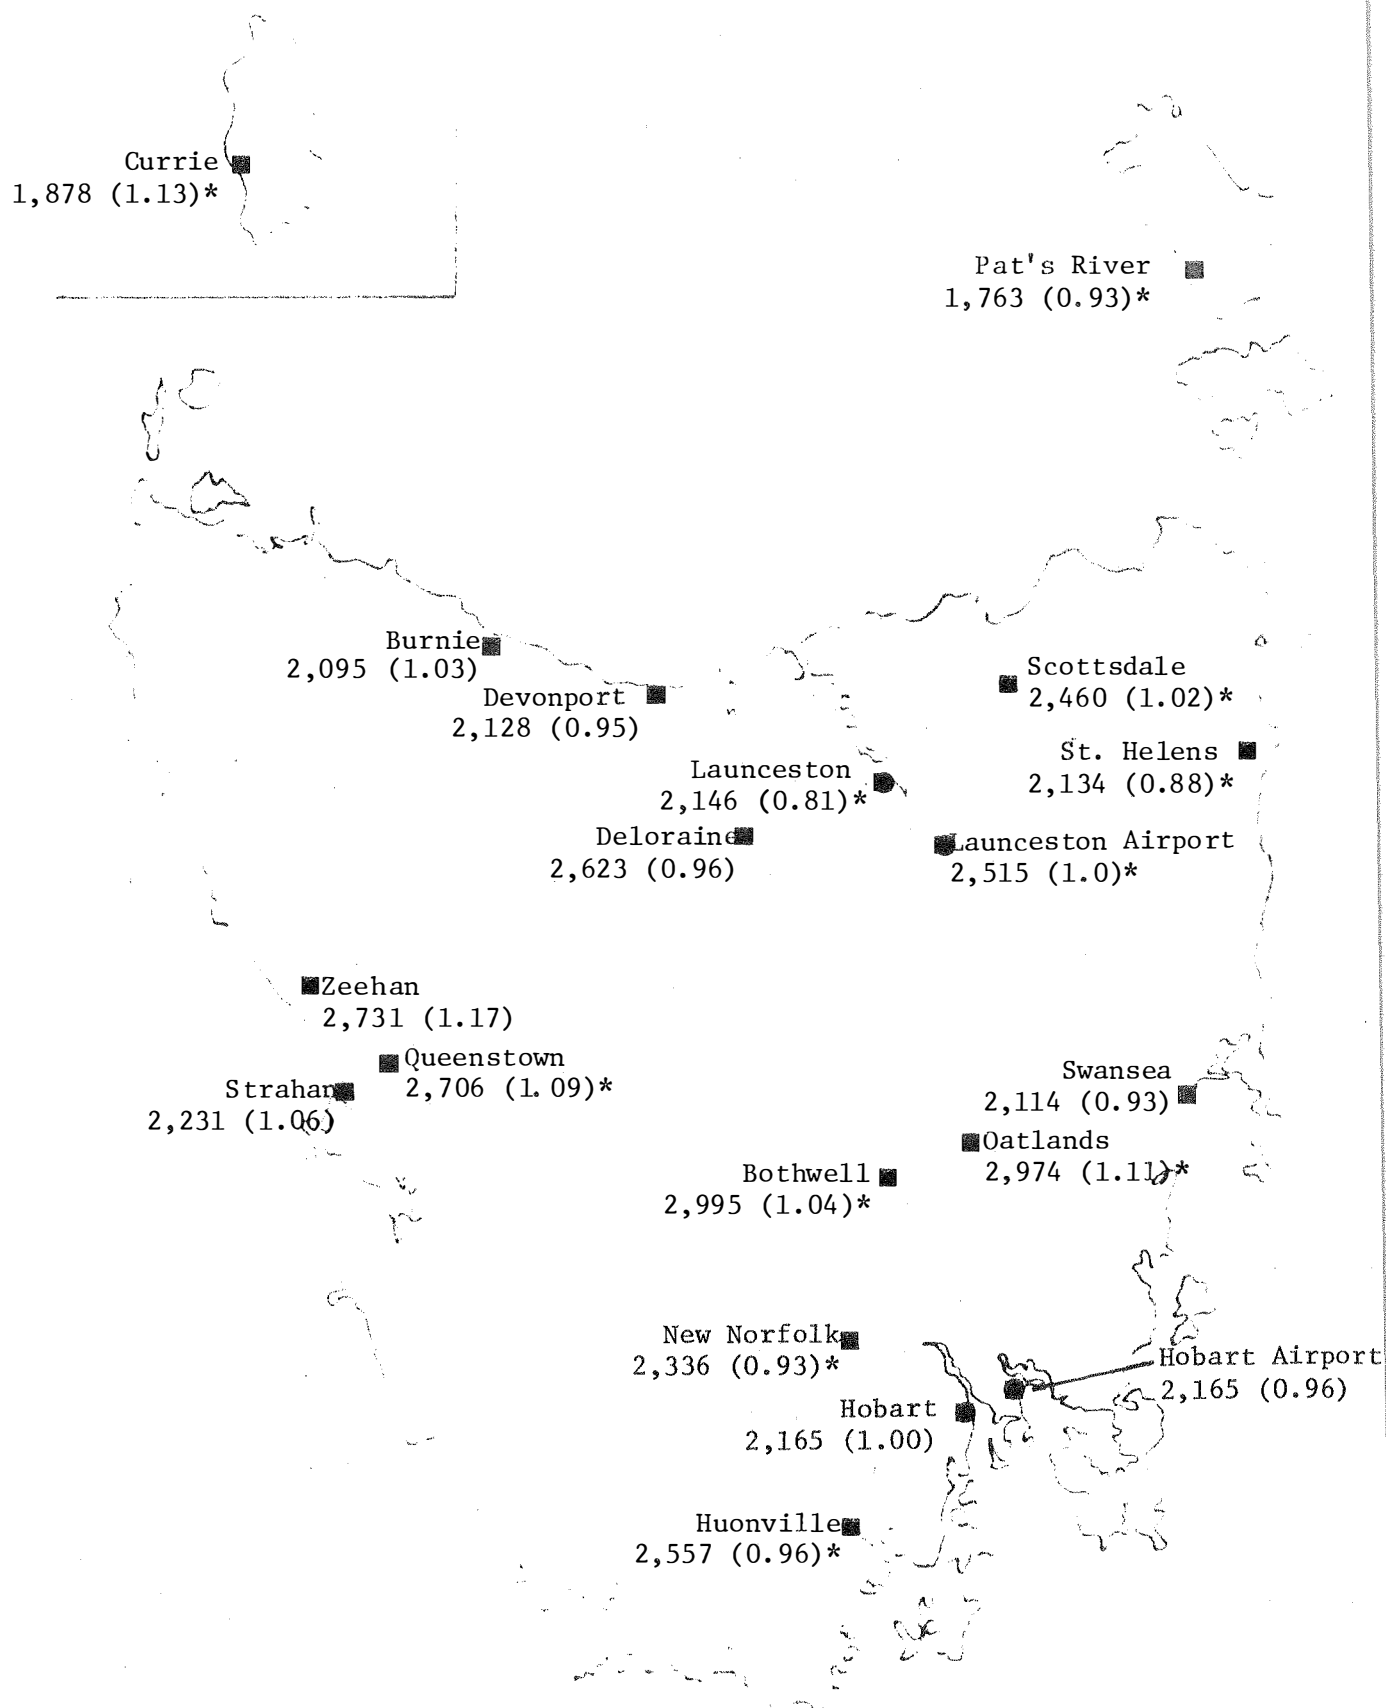 Currie
1,878 (1.13)*
Pat's River
1,763 (0.93)*
Burnie
2,095 (1.03)
Devonport
2,128 (0.95)
Scottsdale
2,460 (1.02)*
St. Helens
2,134 (0.88)*
Launceston
2,146 (0.81)*
Deloraine
2,623 (0.96)
Launceston Airport
2,515 (1.0)*
Zeehan
2,731 (1.17)
Queenstown
2,706 (1.09)*
Strahan
2,231 (1.06)
Swansea
2,114 (0.93)
Oatlands
2,974 (1.11)*
Bothwell
2,995 (1.04)*
New Norfolk
2,336 (0.93)*
Hobart Airport
2,165 (0.96)
Hobart
2,165 (1.00)
Huonville
2,557 (0.96)*